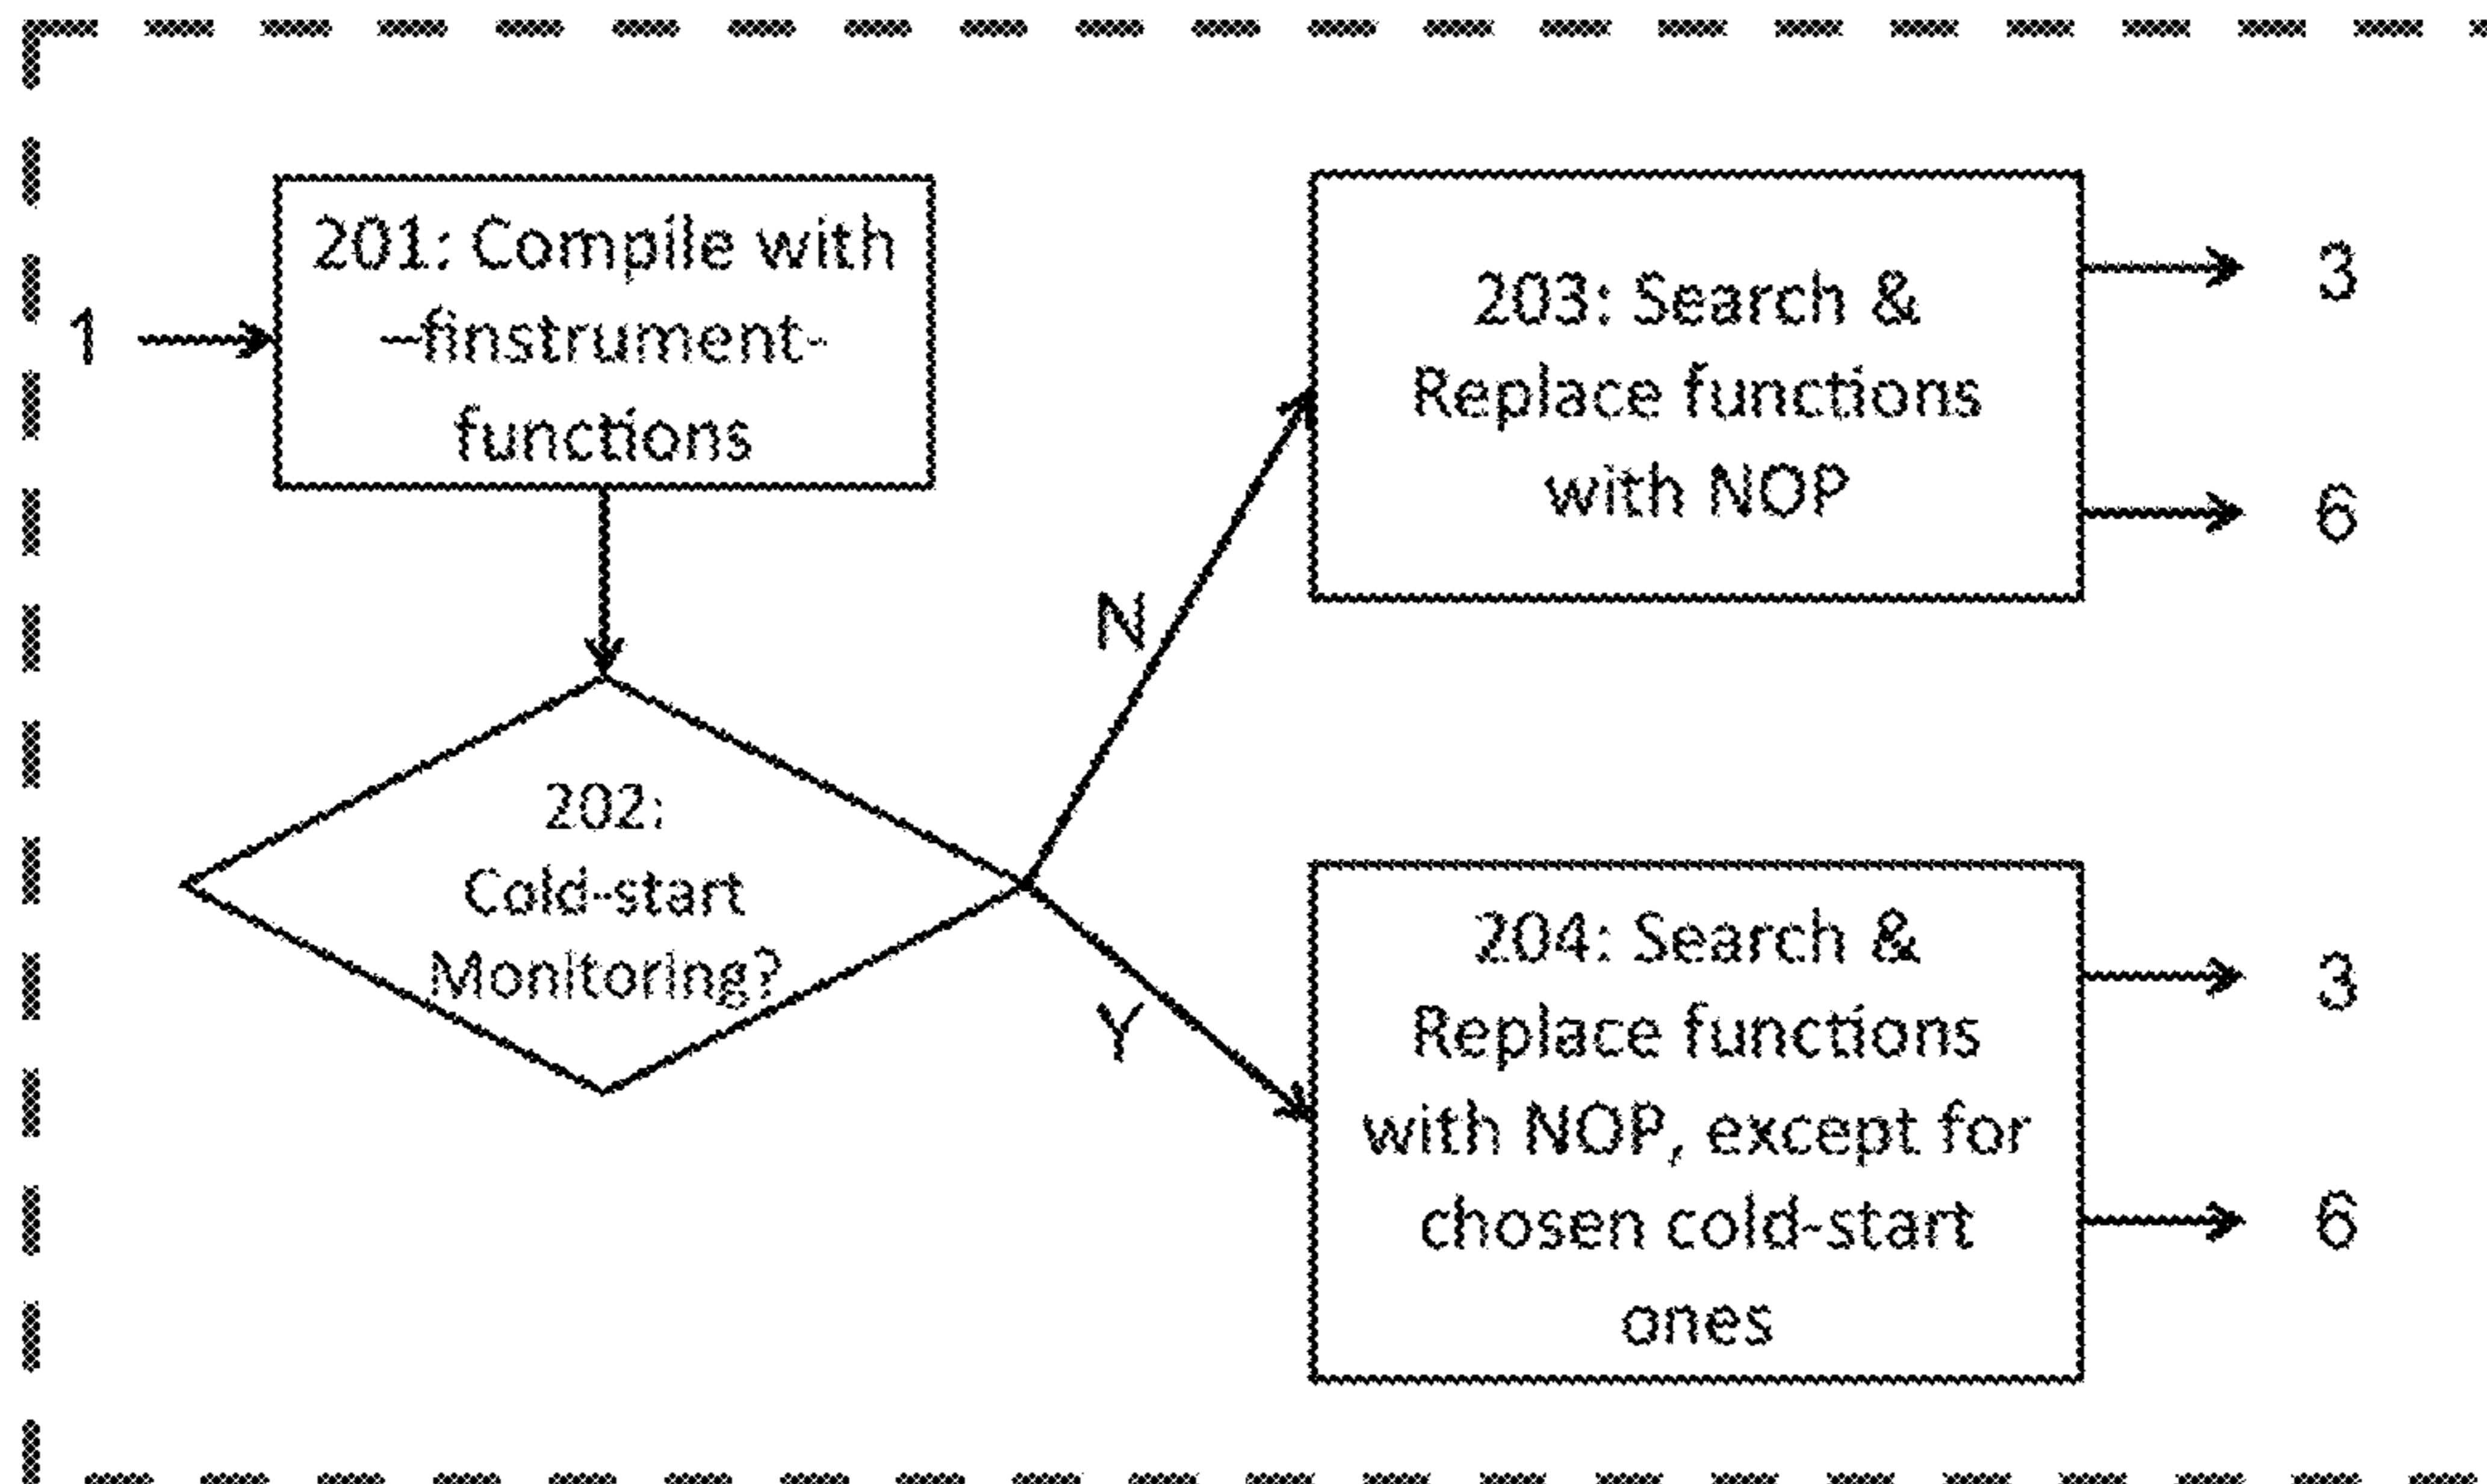 1
201: Compile with
–finstrument-
functions
202:
Cold-start
Monitoring?
N
Y
203: Search &
Replace functions
with NOP
3
6
204: Search &
Replace functions
with NOP, except for
chosen cold-start
ones
3
6